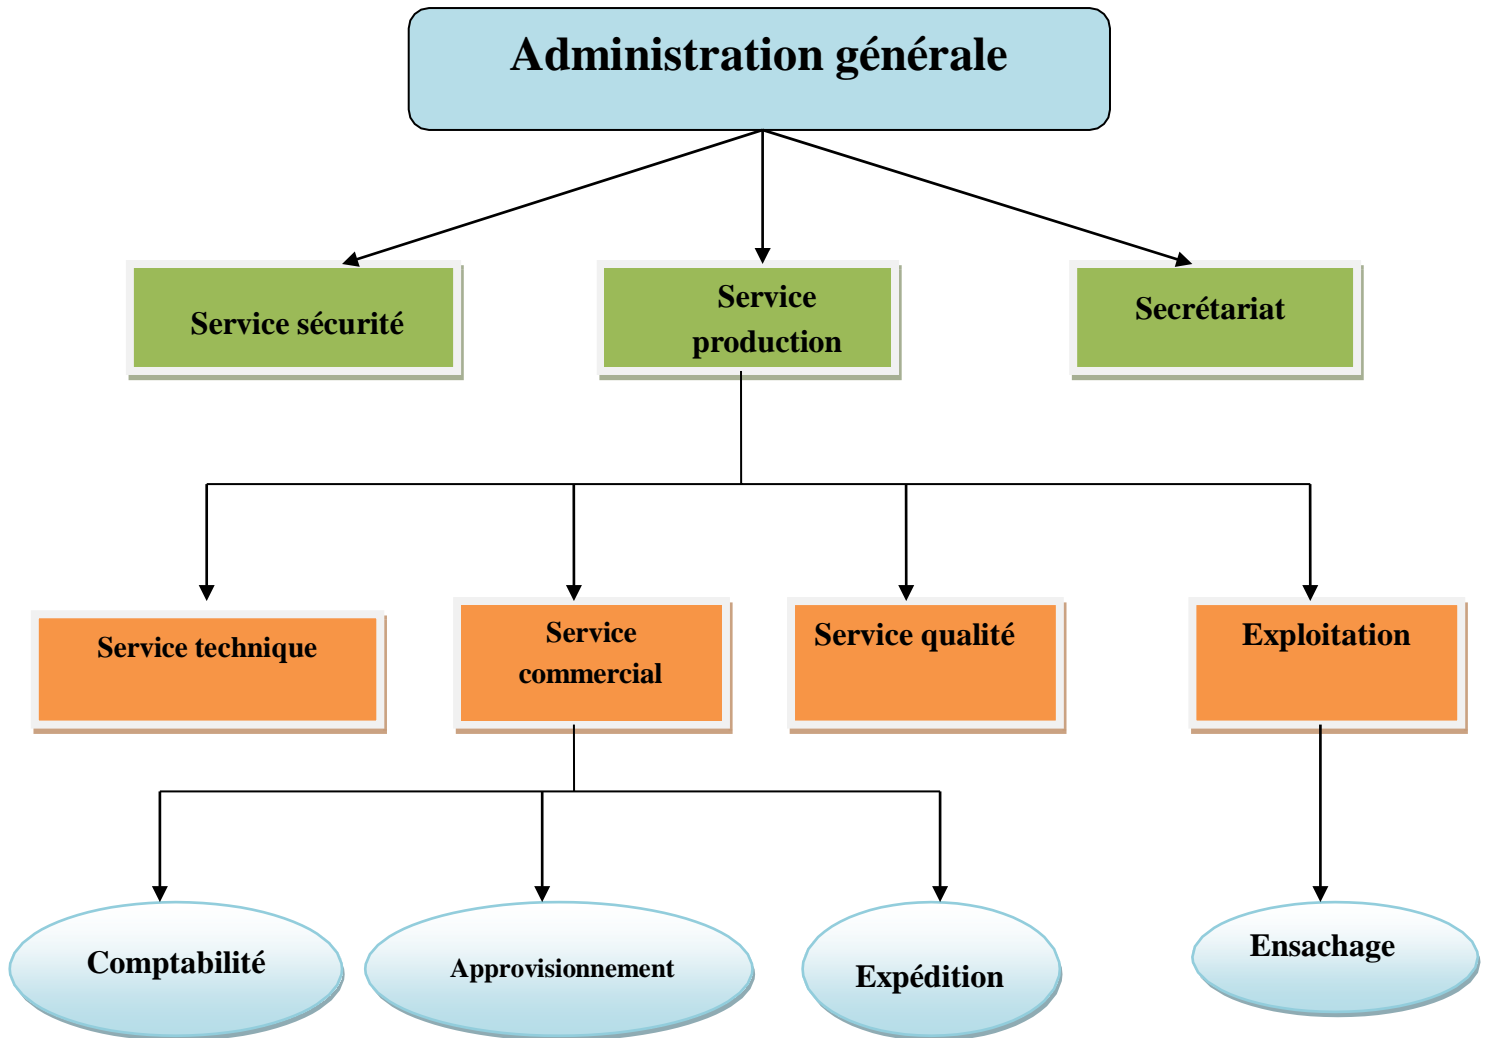 Administration générale
Service sécurité
Service
production
Secrétariat
Service technique
Service
commercial
Service qualité
Exploitation
Comptabilité
Approvisionnement
Expédition
Ensachage